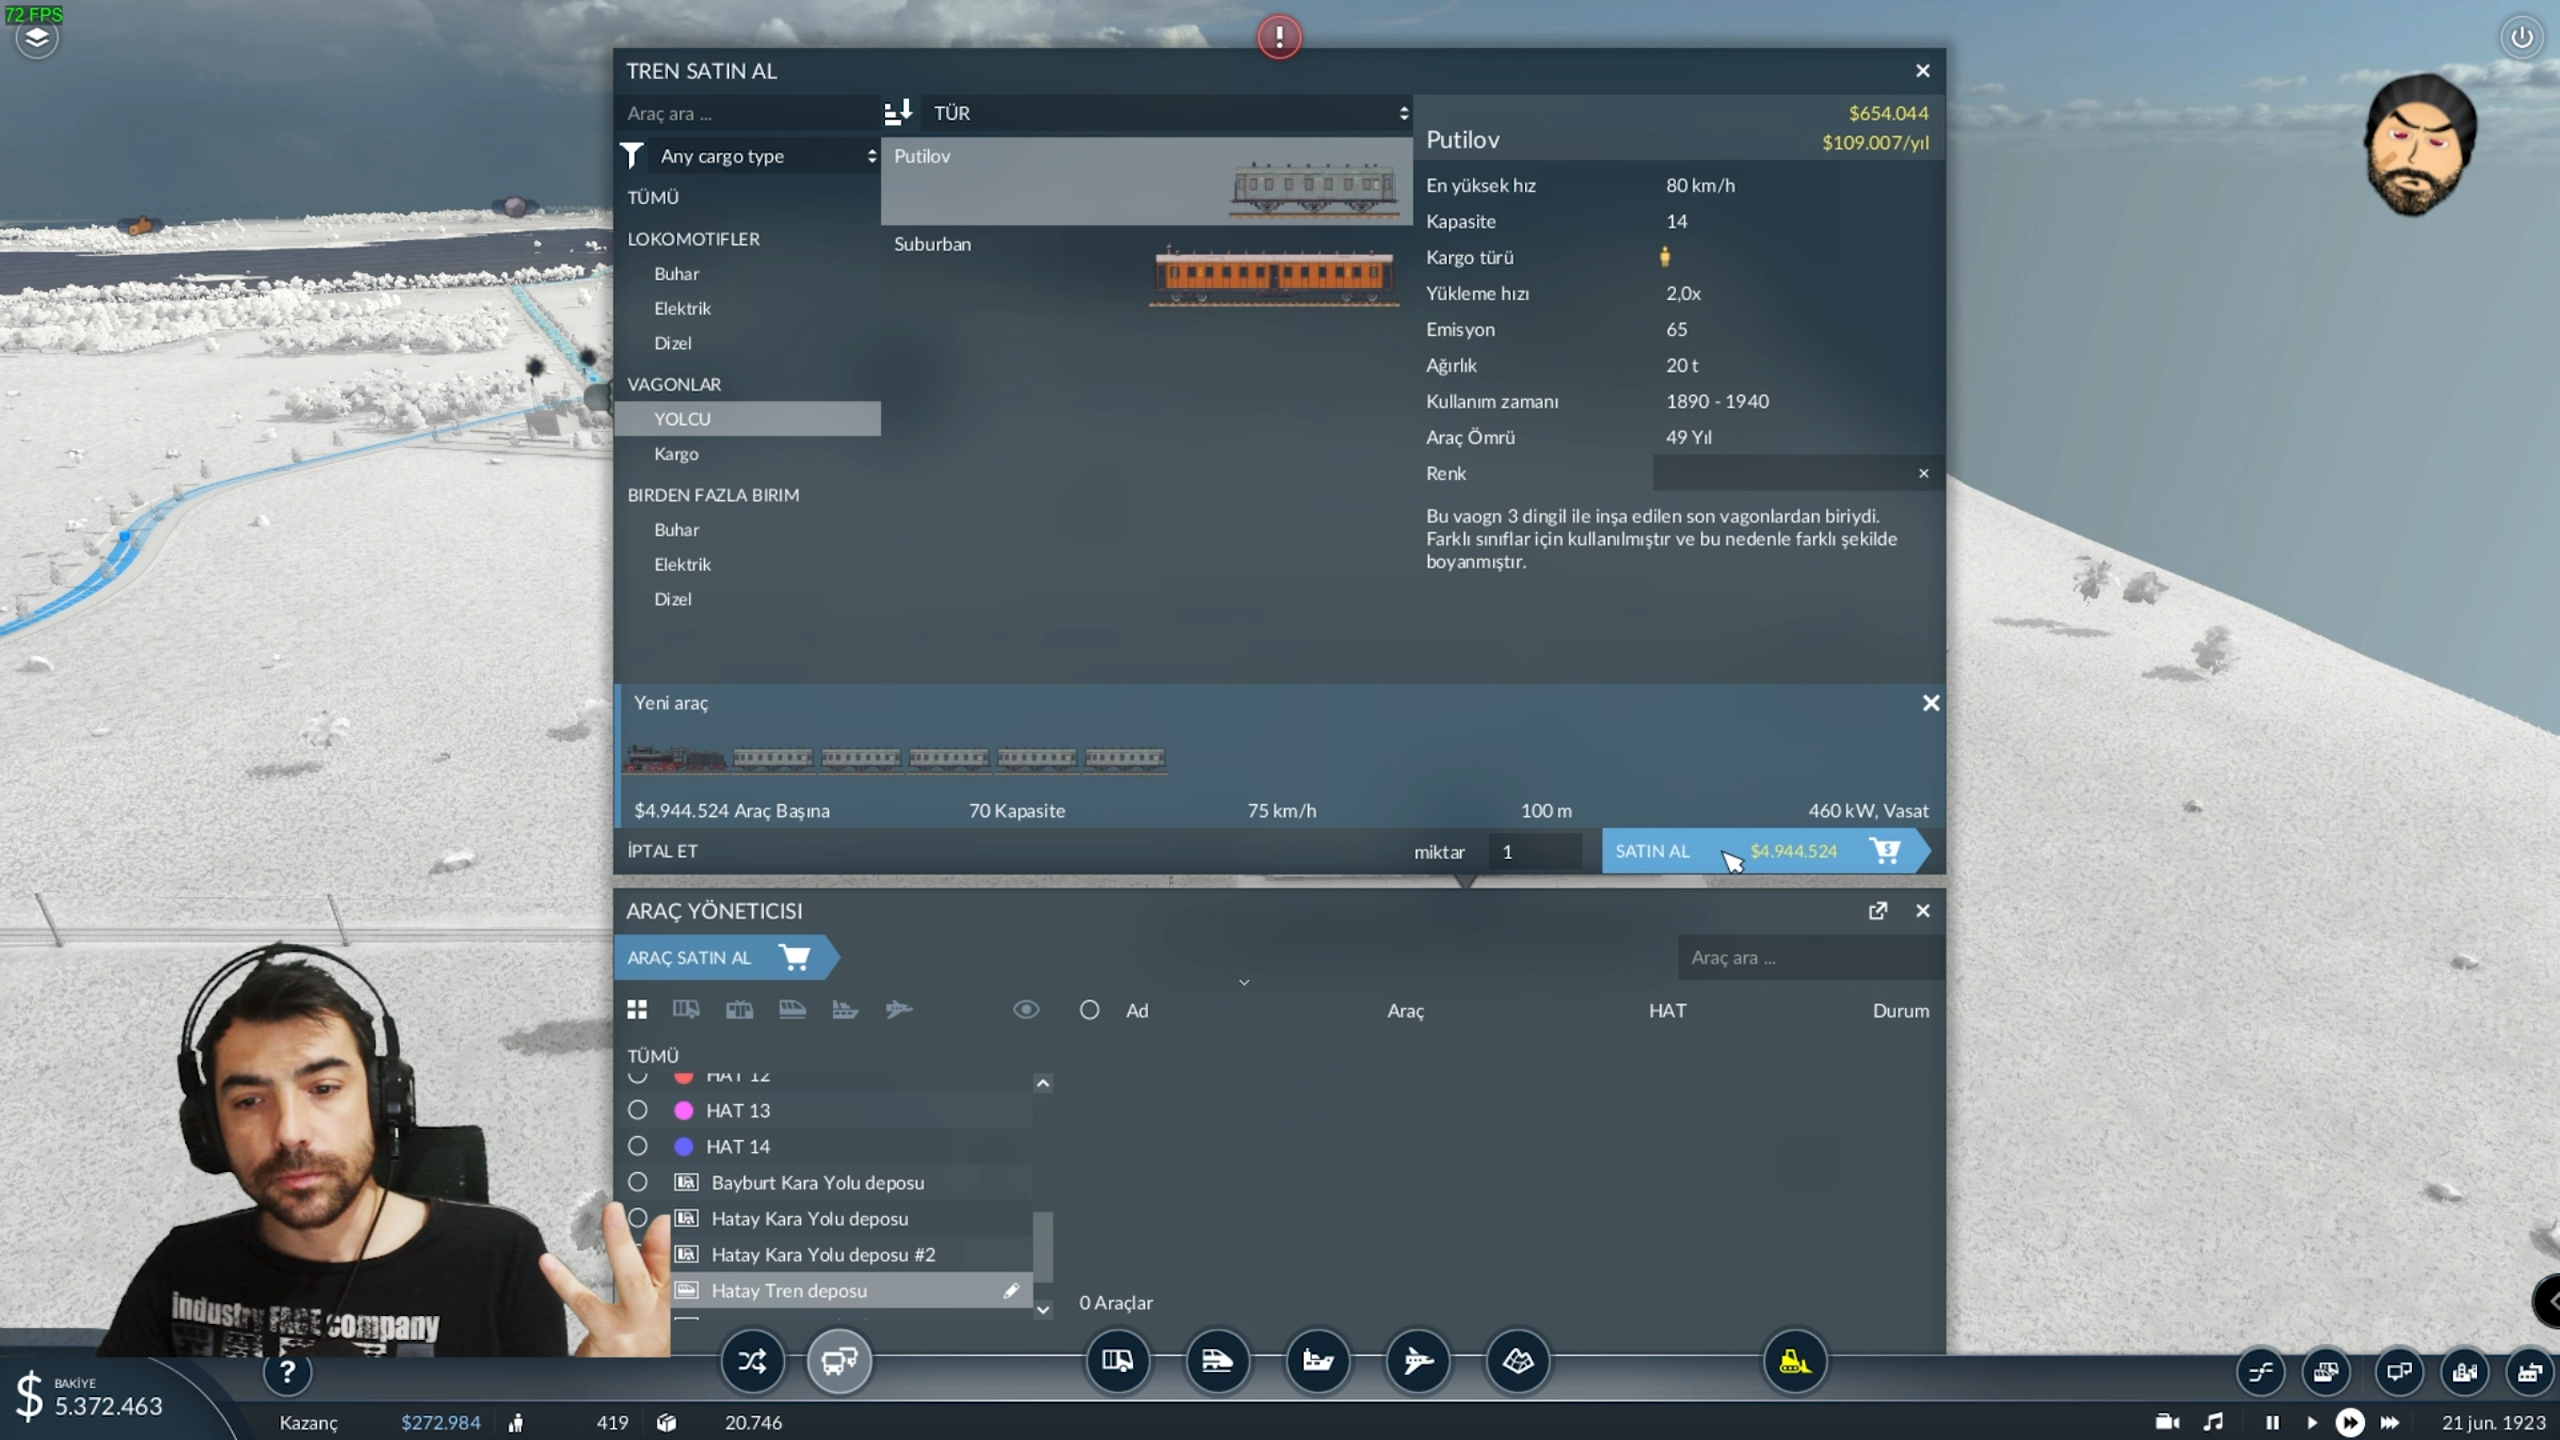 72 FPS
TREN SATIN AL
Araç ara ...
TÜR
Any cargo type
TÜMÜ
LOKOMOTIFLER
Buhar
Elektrik
Dizel
VAGONLAR
YOLCU
Kargo
BIRDEN FAZLA BIRIM
Buhar
Elektrik
Dizel
Putilov
Suburban
Putilov
$654.044
$109.007/yıl
En yüksek hız 80 km/h
Kapasite 14
Kargo türü
Yükleme hızı 2,0x
Emisyon 65
Ağırlık 20 t
Kullanım zamanı 1890 - 1940
Araç Ömrü 49 Yıl
Renk
Bu vaogn 3 dingil ile inşa edilen son vagonlardan biriydi.
Farklı sınıflar için kullanılmıştır ve bu nedenle farklı şekilde
boyanmıştır.
Yeni araç
$4.944.524 Araç Başına 70 Kapasite 75 km/h 100 m 460 kW, Vasat
İPTAL ET miktar 1 SATIN AL $4.944.524
ARAÇ YÖNETICISI
ARAÇ SATIN AL
Araç ara ...
Ad Araç HAT Durum
TÜMÜ
HAT 12
HAT 13
HAT 14
Bayburt Kara Yolu deposu
Hatay Kara Yolu deposu
Hatay Kara Yolu deposu #2
Hatay Tren deposu
0 Araçlar
industry company
?
$ BAKİYE
5.372.463
Kazanç $272.984 419 20.746
21 jun. 1923